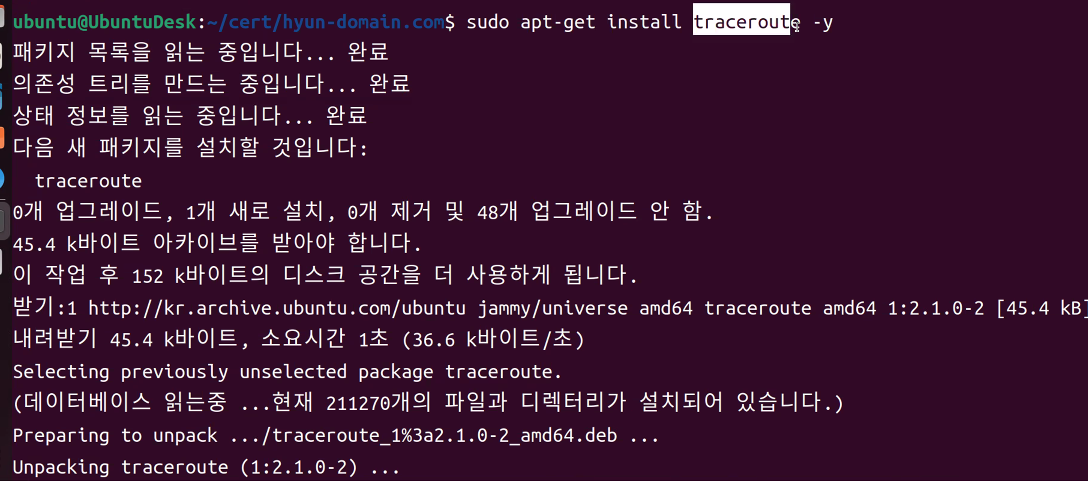 ubuntu@UbuntuDesk:~/cert/hyun-domain.com$ sudo apt-get install traceroute -y
패키지 목록을 읽는 중입니다... 완료
의존성 트리를 만드는 중입니다... 완료
상태 정보를 읽는 중입니다... 완료
다음 새 패키지를 설치할 것입니다:
  traceroute
0개 업그레이드, 1개 새로 설치, 0개 제거 및 48개 업그레이드 안 함.
45.4 k바이트 아카이브를 받아야 합니다.
이 작업 후 152 k바이트의 디스크 공간을 더 사용하게 됩니다.
받기:1 http://kr.archive.ubuntu.com/ubuntu jammy/universe amd64 traceroute amd64 1:2.1.0-2 [45.4 kB]
내려받기 45.4 k바이트, 소요시간 1초 (36.6 k바이트/초)
Selecting previously unselected package traceroute.
(데이터베이스 읽는중 ...현재 211270개의 파일과 디렉터리가 설치되어 있습니다.)
Preparing to unpack .../traceroute_1%3a2.1.0-2_amd64.deb ...
Unpacking traceroute (1:2.1.0-2) ...